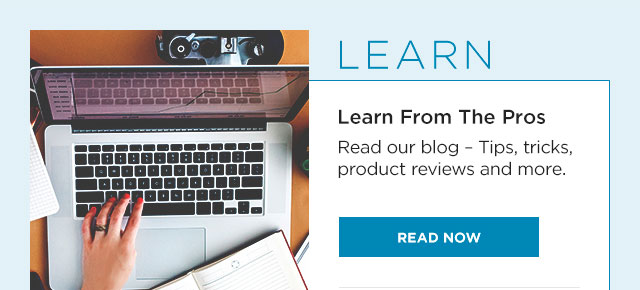 LEARN
Learn From The Pros
Read our blog – Tips, tricks,
product reviews and more.
READ NOW